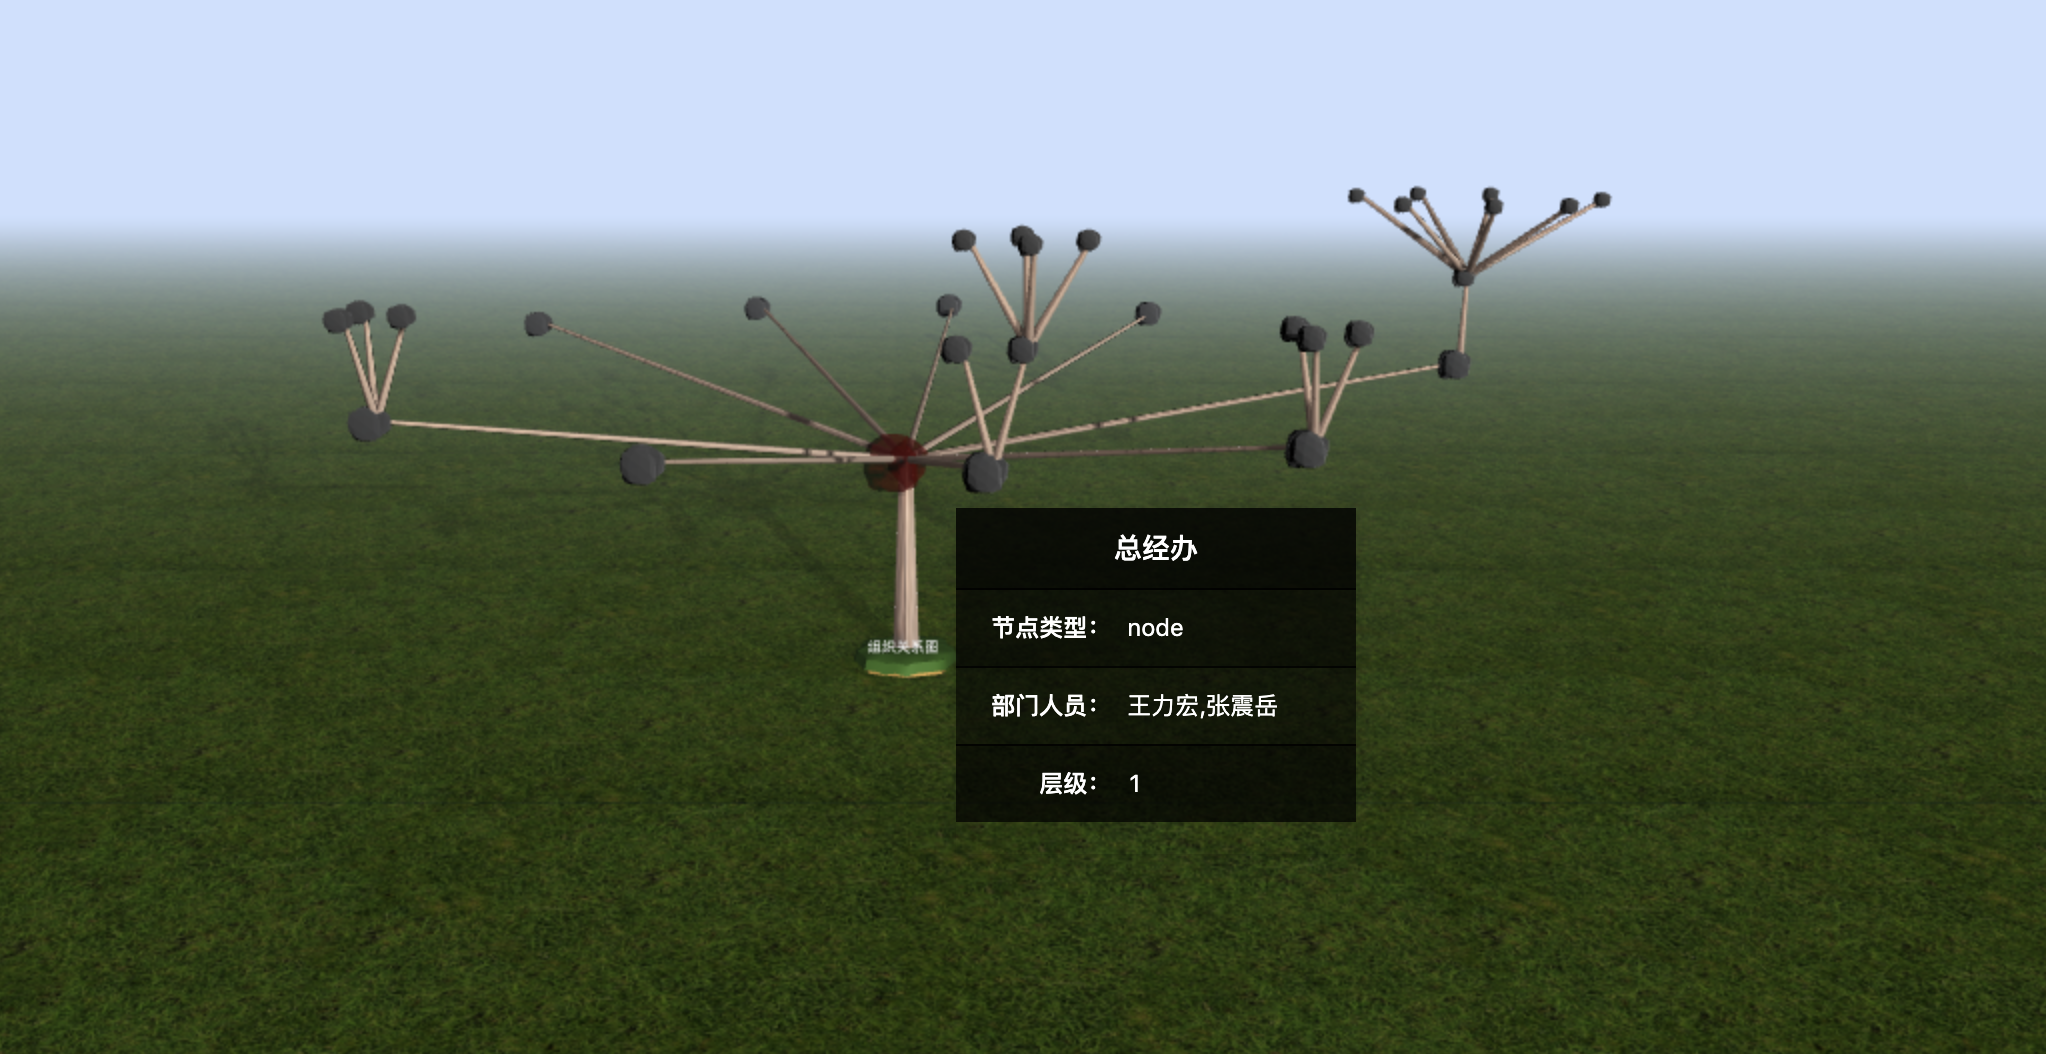 组织关系图
总经办
节点类型： node
部门人员： 王力宏,张震岳
层级： 1